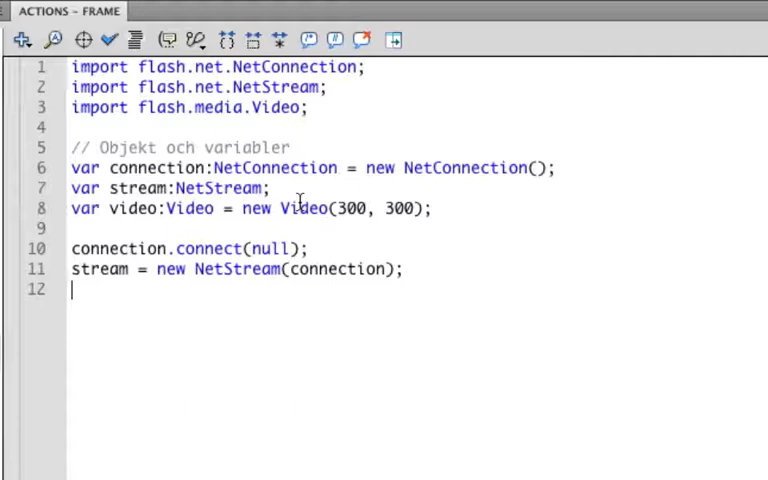 ACTIONS – FRAME
1 import flash.net.NetConnection;
2 import flash.net.NetStream;
3 import flash.media.Video;
4
5 // Objekt och variabler
6 var connection:NetConnection = new NetConnection();
7 var stream:NetStream;
8 var video:Video = new Video(300, 300);
9
10 connection.connect(null);
11 stream = new NetStream(connection);
12